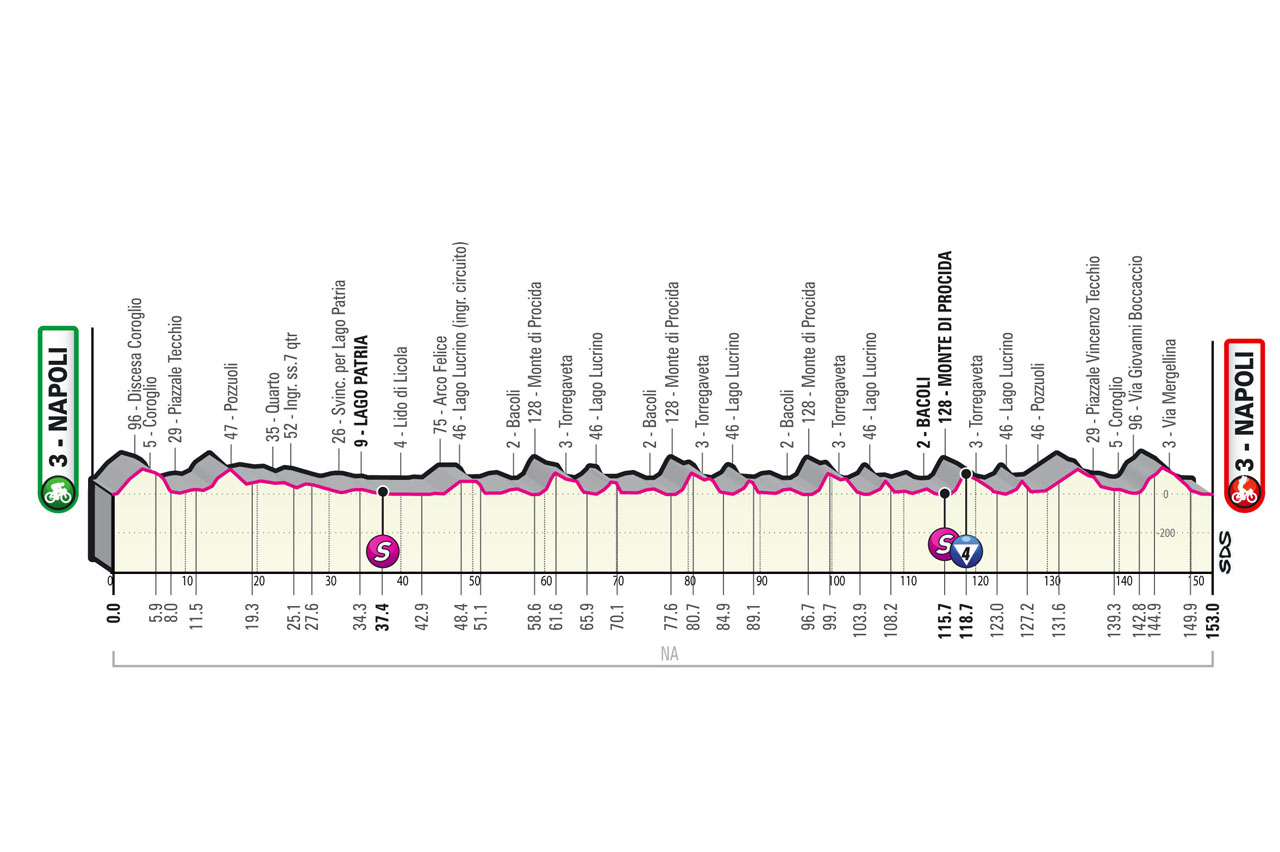 3 - NAPOLI
96 - Discesa Coroglio
5 - Coroglio
29 - Piazzale Tecchio
47 - Pozzuoli
35 - Quarto
52 - Ingr. ss.7 qtr
26 - Svinc. per Lago Patria
9 - LAGO PATRIA
4 - Lido di Licola
75 - Arco Felice
46 - Lago Lucrino (ingr. circuito)
2 - Bacoli
128 - Monte di Procida
3 - Torregaveta
46 - Lago Lucrino
2 - Bacoli
128 - Monte di Procida
3 - Torregaveta
46 - Lago Lucrino
2 - Bacoli
128 - Monte di Procida
3 - Torregaveta
46 - Lago Lucrino
2 - BACOLI
128 - MONTE DI PROCIDA
3 - Torregaveta
46 - Lago Lucrino
46 - Pozzuoli
29 - Piazzale Vincenzo Tecchio
5 - Coroglio
96 - Via Giovanni Boccaccio
3 - Via Mergellina
3 - NAPOLI
0
-200
S
S
4
SDS
0 10 20 30 40 50 60 70 80 90 100 110 120 130 140 150
0.0 5.9 8.0 11.5 19.3 25.1 27.6 34.3 37.4 42.9 48.4 51.1 58.6 61.6 65.9 70.1 77.6 80.7 84.9 89.1 96.7 99.7 103.9 108.2 115.7 118.7 123.0 127.2 131.6 139.3 142.8 144.9 149.9 153.0
NA